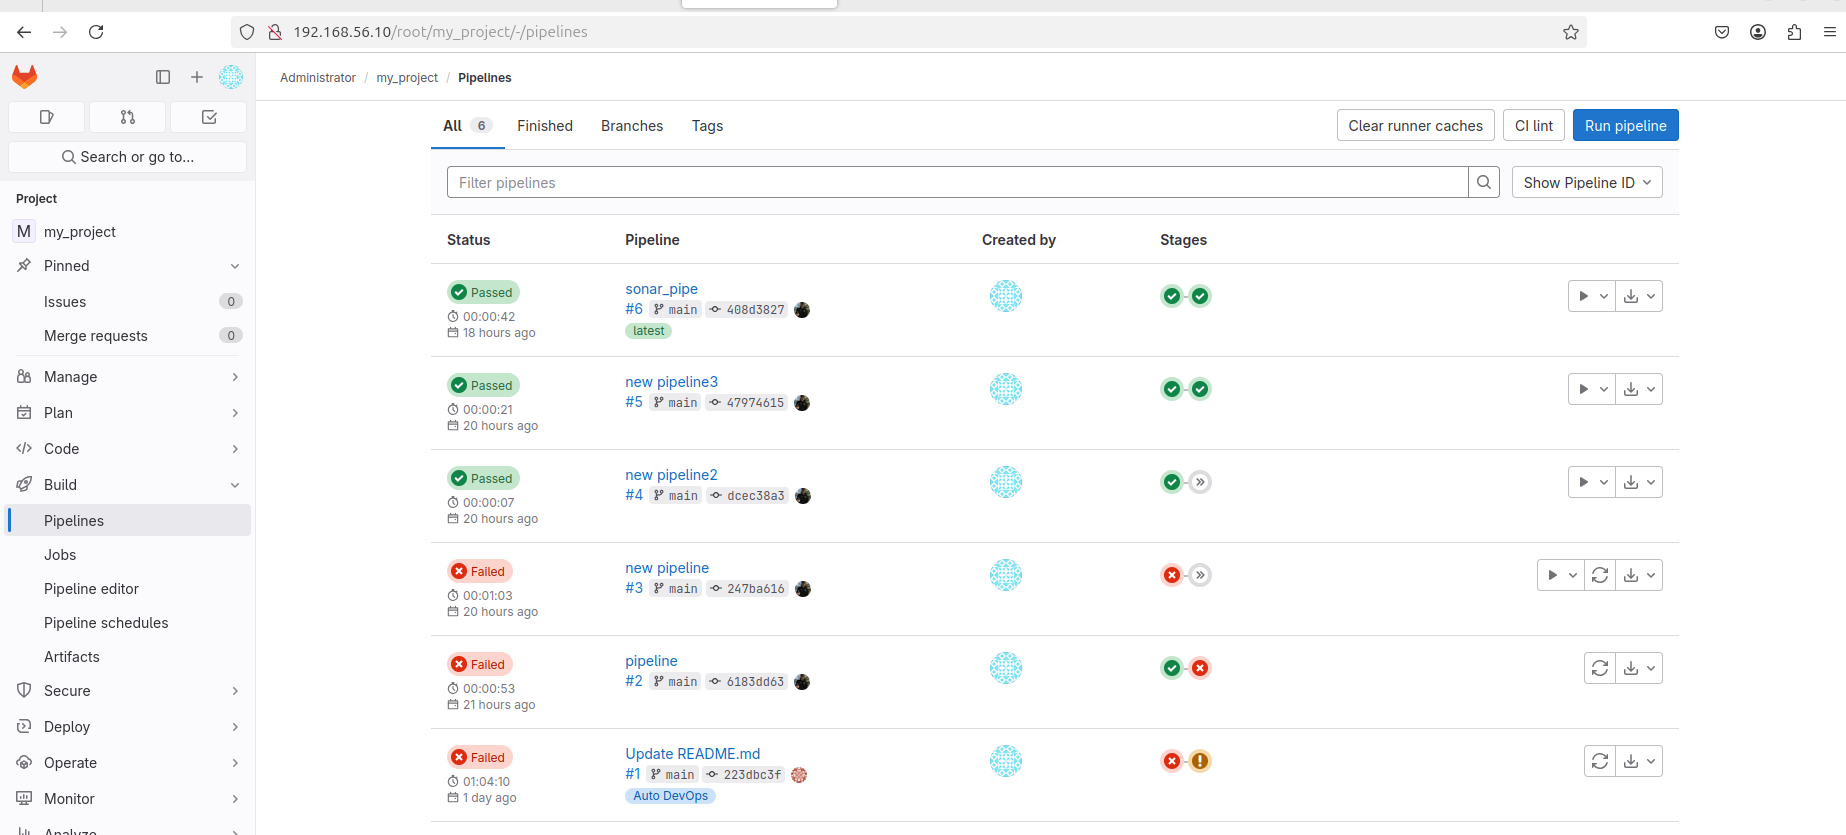 192.168.56.10/root/my_project/-/pipelines
Administrator / my_project / Pipelines
Search or go to...
Project
M my_project
Pinned
Issues 0
Merge requests 0
Manage
Plan
Code
Build
Pipelines
Jobs
Pipeline editor
Pipeline schedules
Artifacts
Secure
Deploy
Operate
Monitor
Analyze
All 6 Finished Branches Tags Clear runner caches CI lint Run pipeline
Filter pipelines Show Pipeline ID
Status Pipeline Created by Stages
Passed sonar_pipe
00:00:42 #6 main 408d3827
18 hours ago latest
Passed new pipeline3
00:00:21 #5 main 47974615
20 hours ago
Passed new pipeline2
00:00:07 #4 main dcec38a3
20 hours ago
Failed new pipeline
00:01:03 #3 main 247ba616
20 hours ago
Failed pipeline
00:00:53 #2 main 6183dd63
21 hours ago
Failed Update README.md
01:04:10 #1 main 223dbc3f
1 day ago Auto DevOps